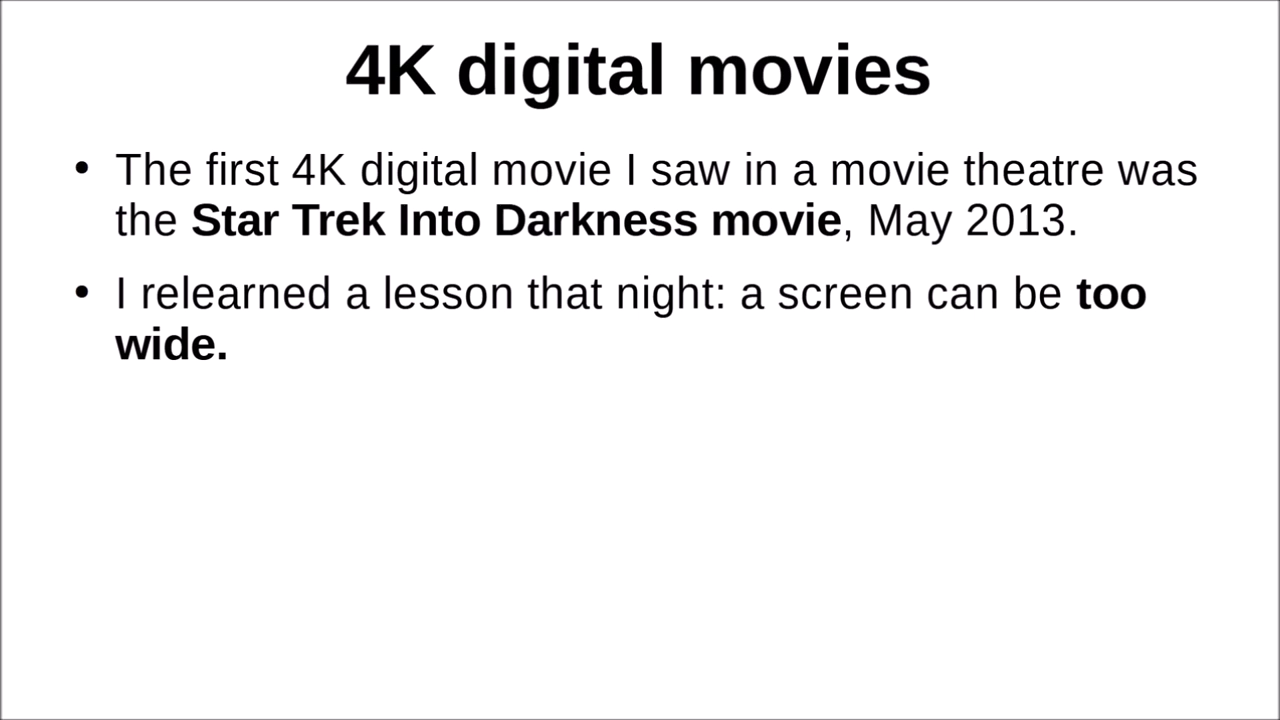 4K digital movies
• The first 4K digital movie I saw in a movie theatre was
the Star Trek Into Darkness movie, May 2013.
• I relearned a lesson that night: a screen can be too
wide.